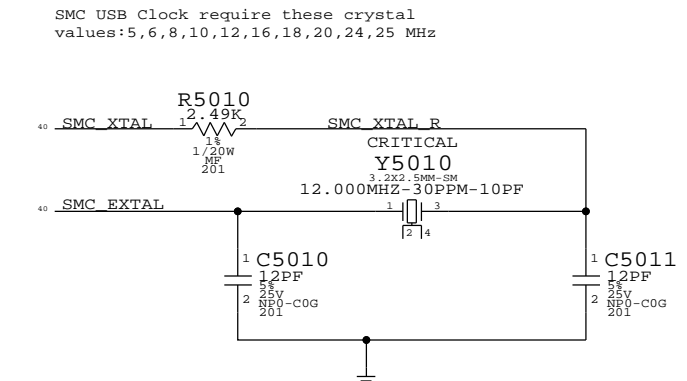 SMC USB Clock require these crystal
values:5,6,8,10,12,16,18,20,24,25 MHz
R5010
2.49K
40 SMC_XTAL 1 2 SMC_XTAL_R
1%
1/20W
MF
201
CRITICAL
Y5010
3.2X2.5MM-SM
12.000MHZ-30PPM-10PF
40 SMC_EXTAL 1 3
2 4
1 C5010
12PF
5%
25V
2 NP0-C0G
201
1 C5011
12PF
5%
25V
2 NP0-C0G
201